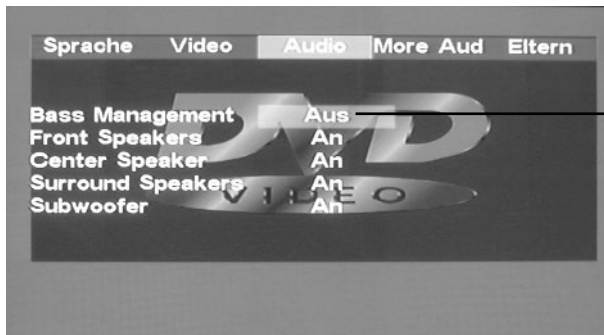 Sprache Video Audio More Aud Eltern
Bass Management Aus
Front Speakers An
Center Speaker An
Surround Speakers An
Subwoofer An
DVD
VIDEO